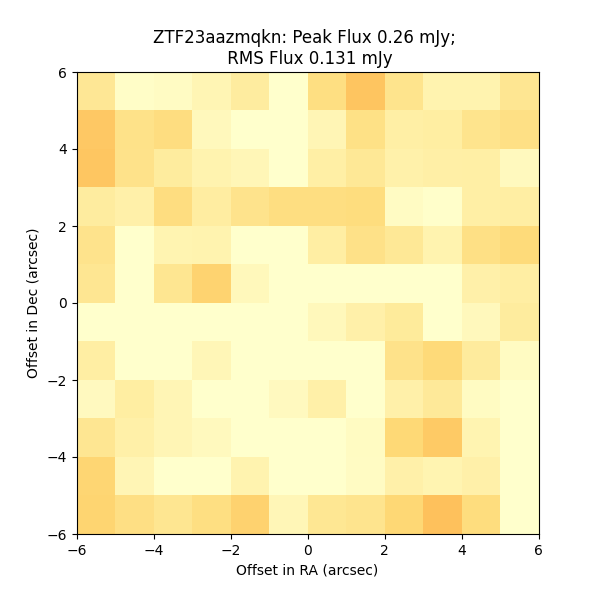 ZTF23aazmqkn: Peak Flux 0.26 mJy;
RMS Flux 0.131 mJy
6
4
2
0
−2
−4
−6
Offset in Dec (arcsec)
−6 −4 −2 0 2 4 6
Offset in RA (arcsec)